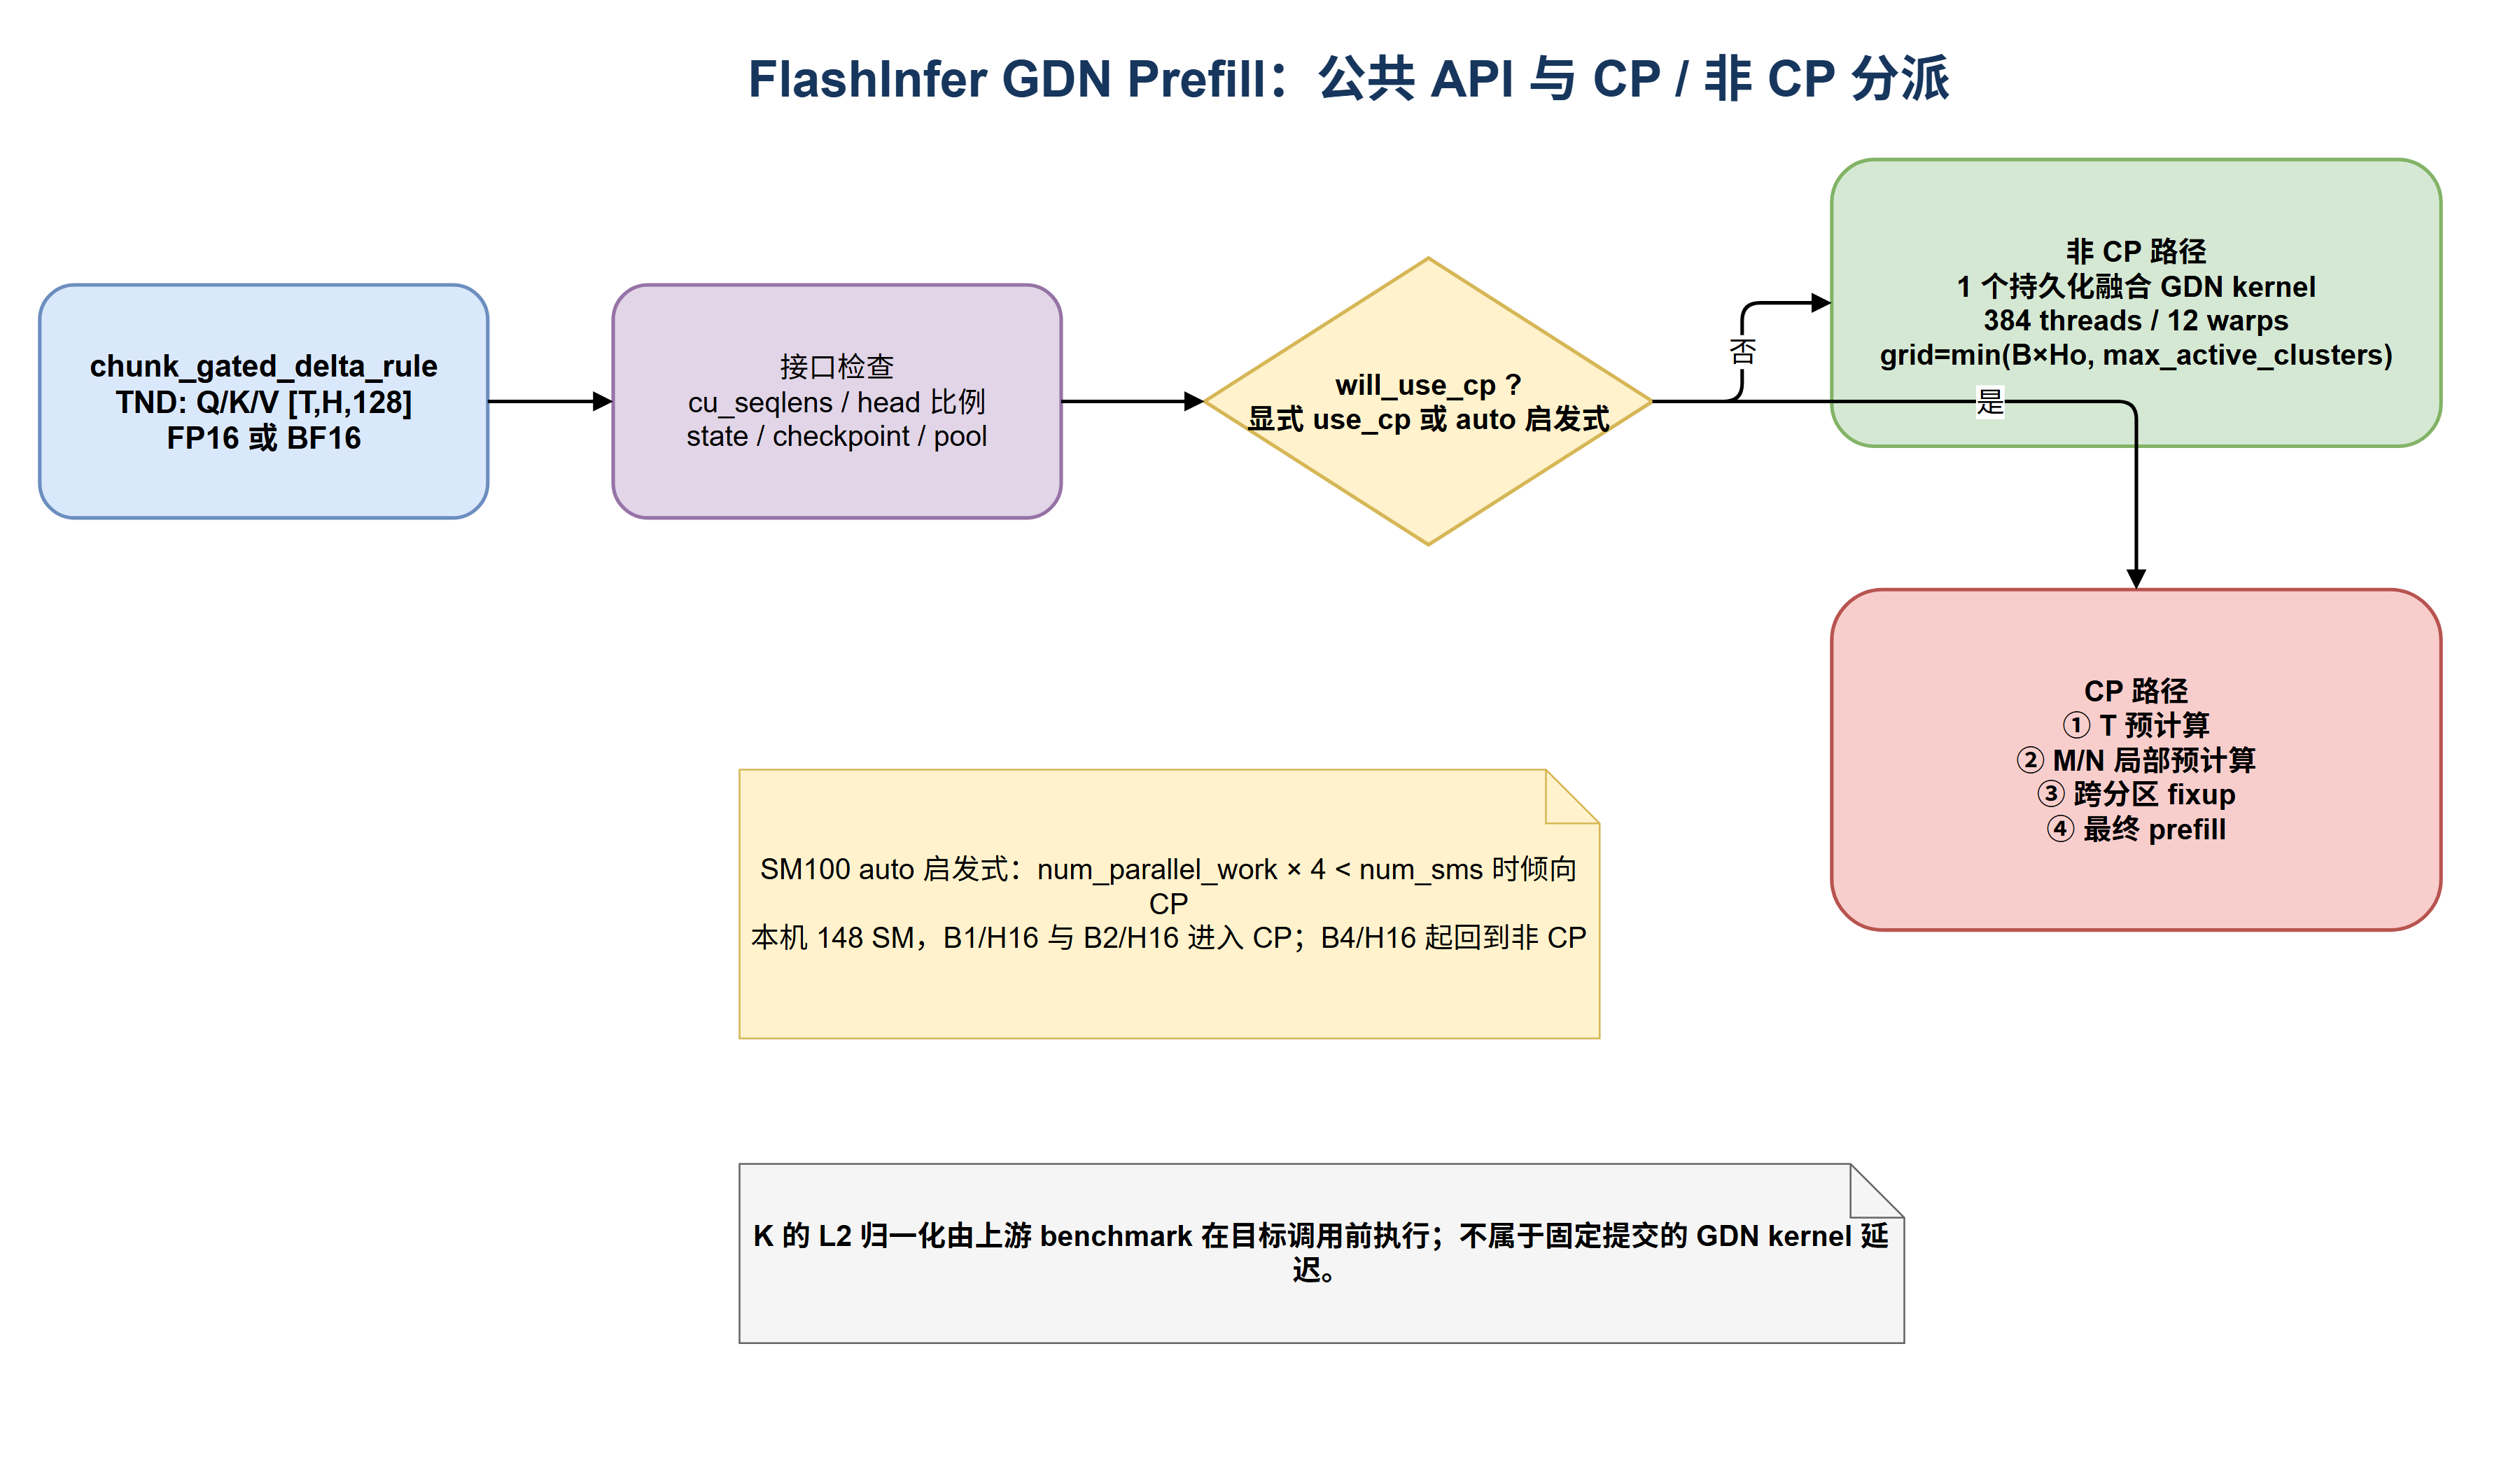 FlashInfer GDN Prefill：公共 API 与 CP / 非 CP 分派
chunk_gated_delta_rule
TND: Q/K/V [T,H,128]
FP16 或 BF16
接口检查
cu_seqlens / head 比例
state / checkpoint / pool
will_use_cp ?
显式 use_cp 或 auto 启发式
否
非 CP 路径
1 个持久化融合 GDN kernel
384 threads / 12 warps
grid=min(B×Ho, max_active_clusters)
是
CP 路径
① T 预计算
② M/N 局部预计算
③ 跨分区 fixup
④ 最终 prefill
SM100 auto 启发式：num_parallel_work × 4 < num_sms 时倾向
CP
本机 148 SM，B1/H16 与 B2/H16 进入 CP；B4/H16 起回到非 CP
K 的 L2 归一化由上游 benchmark 在目标调用前执行；不属于固定提交的 GDN kernel 延
迟。